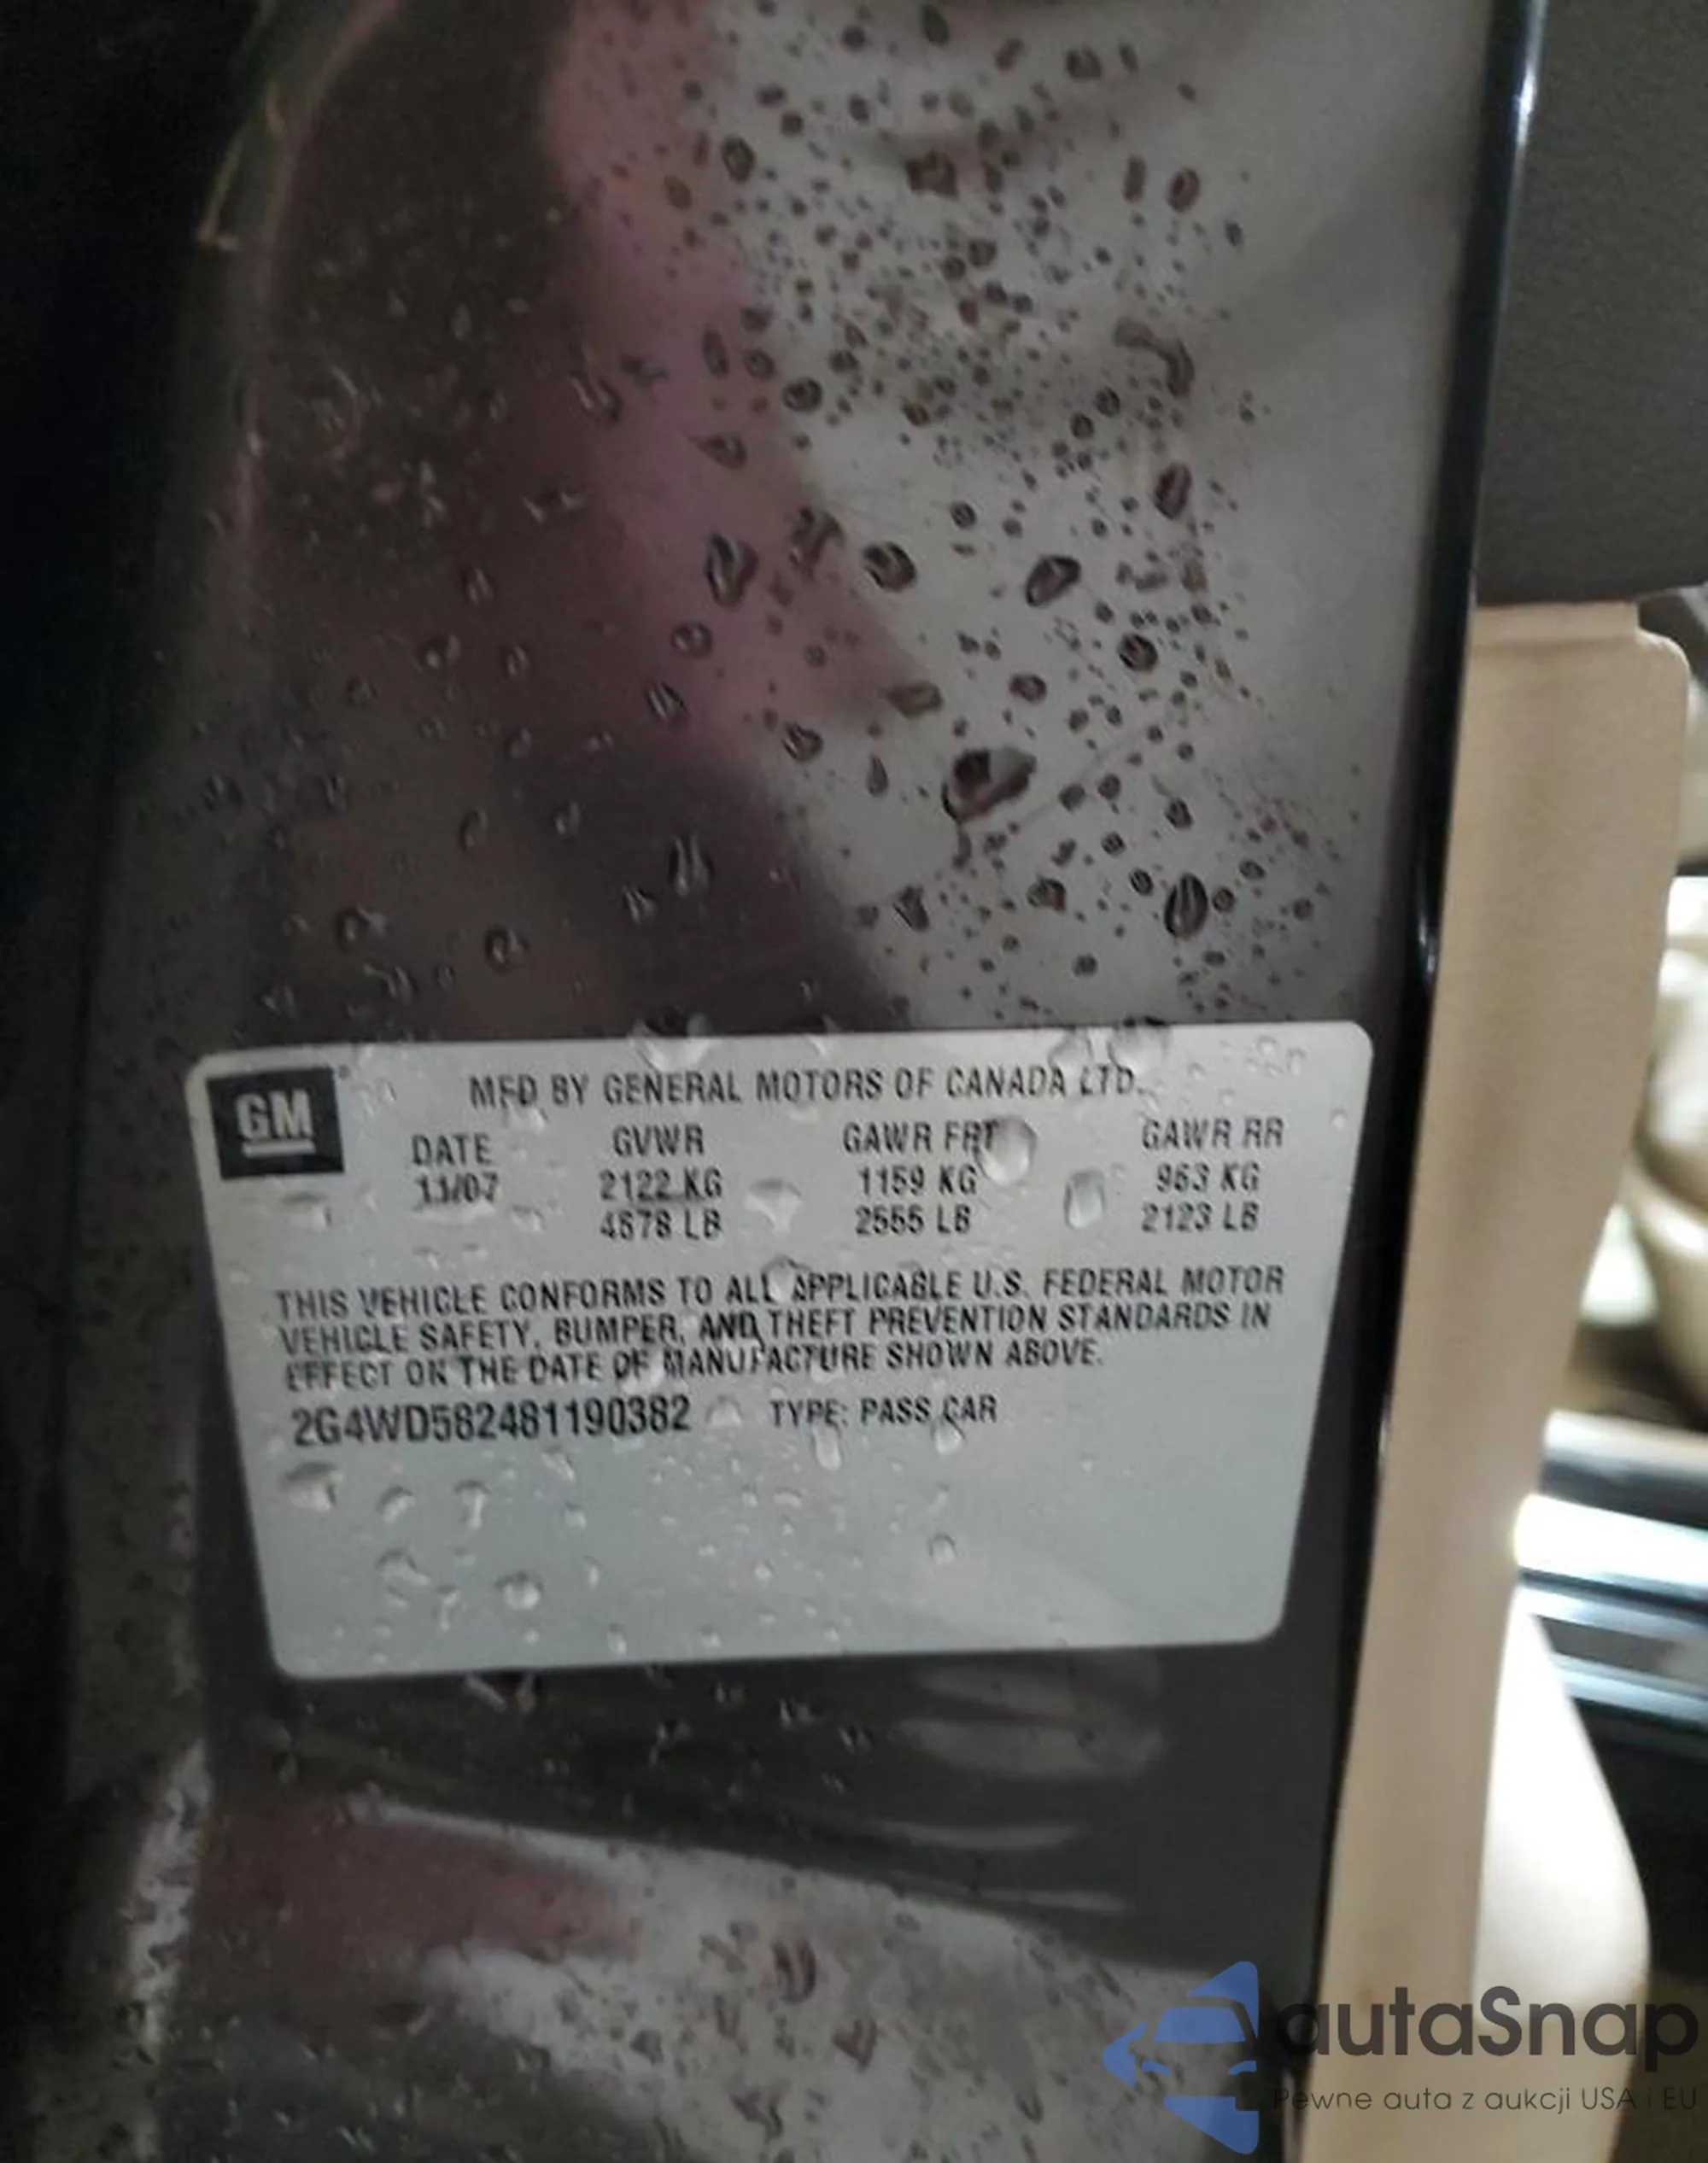 GM
MFD BY GENERAL MOTORS OF CANADA LTD.
DATE GVWR GAWR FRT GAWR RR
11/07 2122 KG 1159 KG 963 KG
4678 LB 2555 LB 2123 LB
THIS VEHICLE CONFORMS TO ALL APPLICABLE U.S. FEDERAL MOTOR
VEHICLE SAFETY, BUMPER, AND THEFT PREVENTION STANDARDS IN
EFFECT ON THE DATE OF MANUFACTURE SHOWN ABOVE.
2G4WD582481190382 TYPE: PASS CAR
autaSnap
Pewne auta z aukcji USA i EU